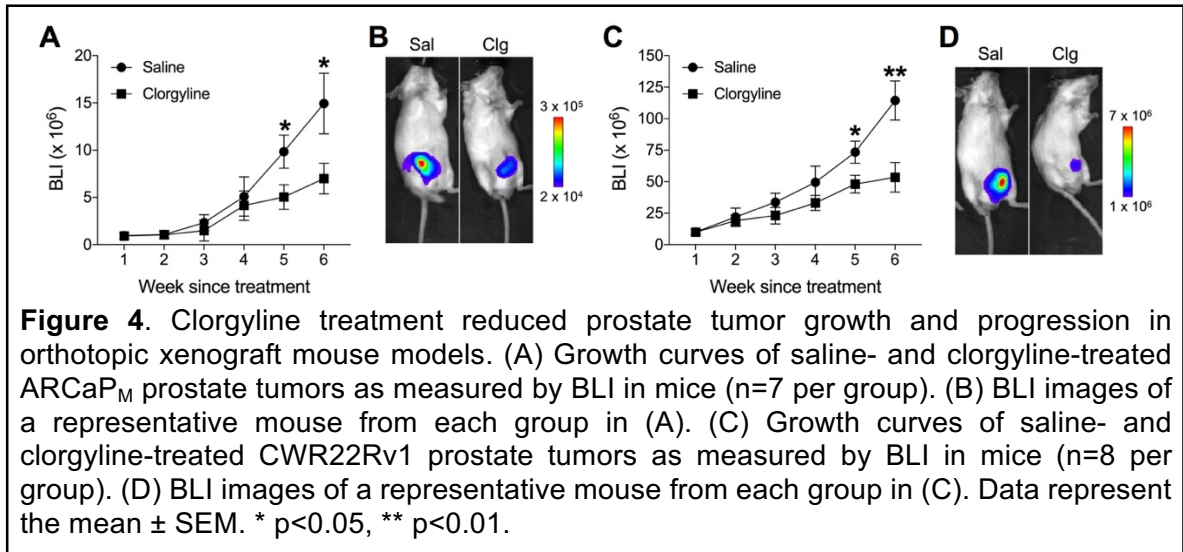 A
20
15
10
5
0
BLI (x 10⁶)
Saline
Clorgyline
*
*
1 2 3 4 5 6
Week since treatment
B
Sal Clg
3 x 10⁵
2 x 10⁴
C
150
125
100
75
50
25
0
BLI (x 10⁶)
Saline
Clorgyline
*
**
1 2 3 4 5 6
Week since treatment
D
Sal Clg
7 x 10⁶
1 x 10⁶
Figure 4. Clorgyline treatment reduced prostate tumor growth and progression in
orthotopic xenograft mouse models. (A) Growth curves of saline- and clorgyline-treated
ARCaPM prostate tumors as measured by BLI in mice (n=7 per group). (B) BLI images of
a representative mouse from each group in (A). (C) Growth curves of saline- and
clorgyline-treated CWR22Rv1 prostate tumors as measured by BLI in mice (n=8 per
group). (D) BLI images of a representative mouse from each group in (C). Data represent
the mean ± SEM. * p<0.05, ** p<0.01.